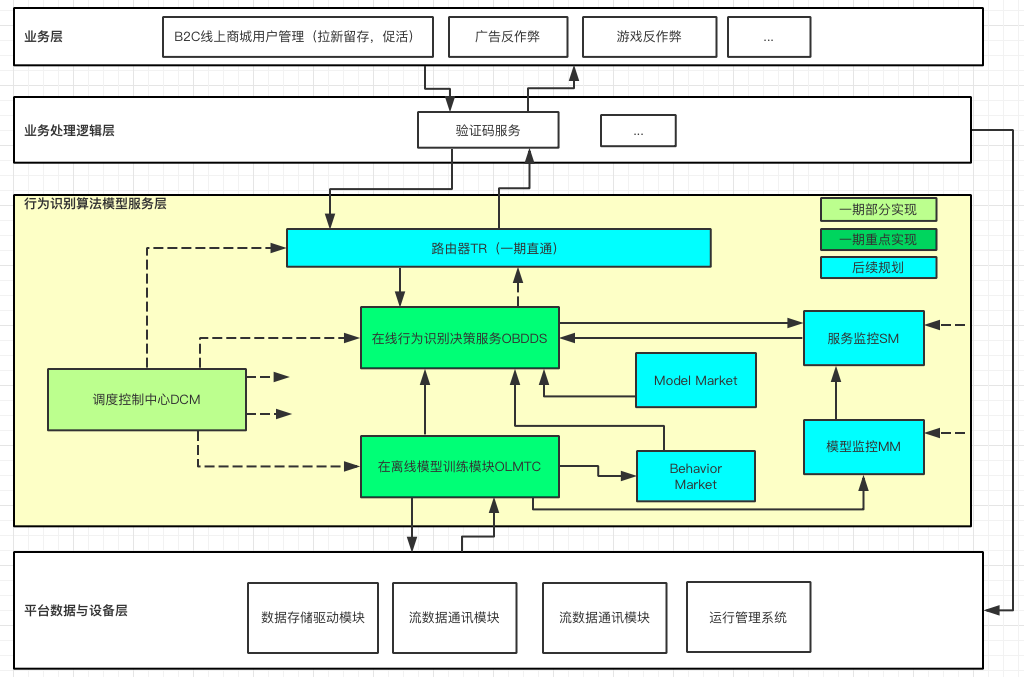 业务层
B2C线上商城用户管理（拉新留存，促活）
广告反作弊
游戏反作弊
...
业务处理逻辑层
验证码服务
...
行为识别算法模型服务层
一期部分实现
一期重点实现
后续规划
路由器TR（一期直通）
在线行为识别决策服务OBDDS
服务监控SM
Model Market
调度控制中心DCM
模型监控MM
在离线模型训练模块OLMTC
Behavior
Market
平台数据与设备层
数据存储驱动模块
流数据通讯模块
流数据通讯模块
运行管理系统